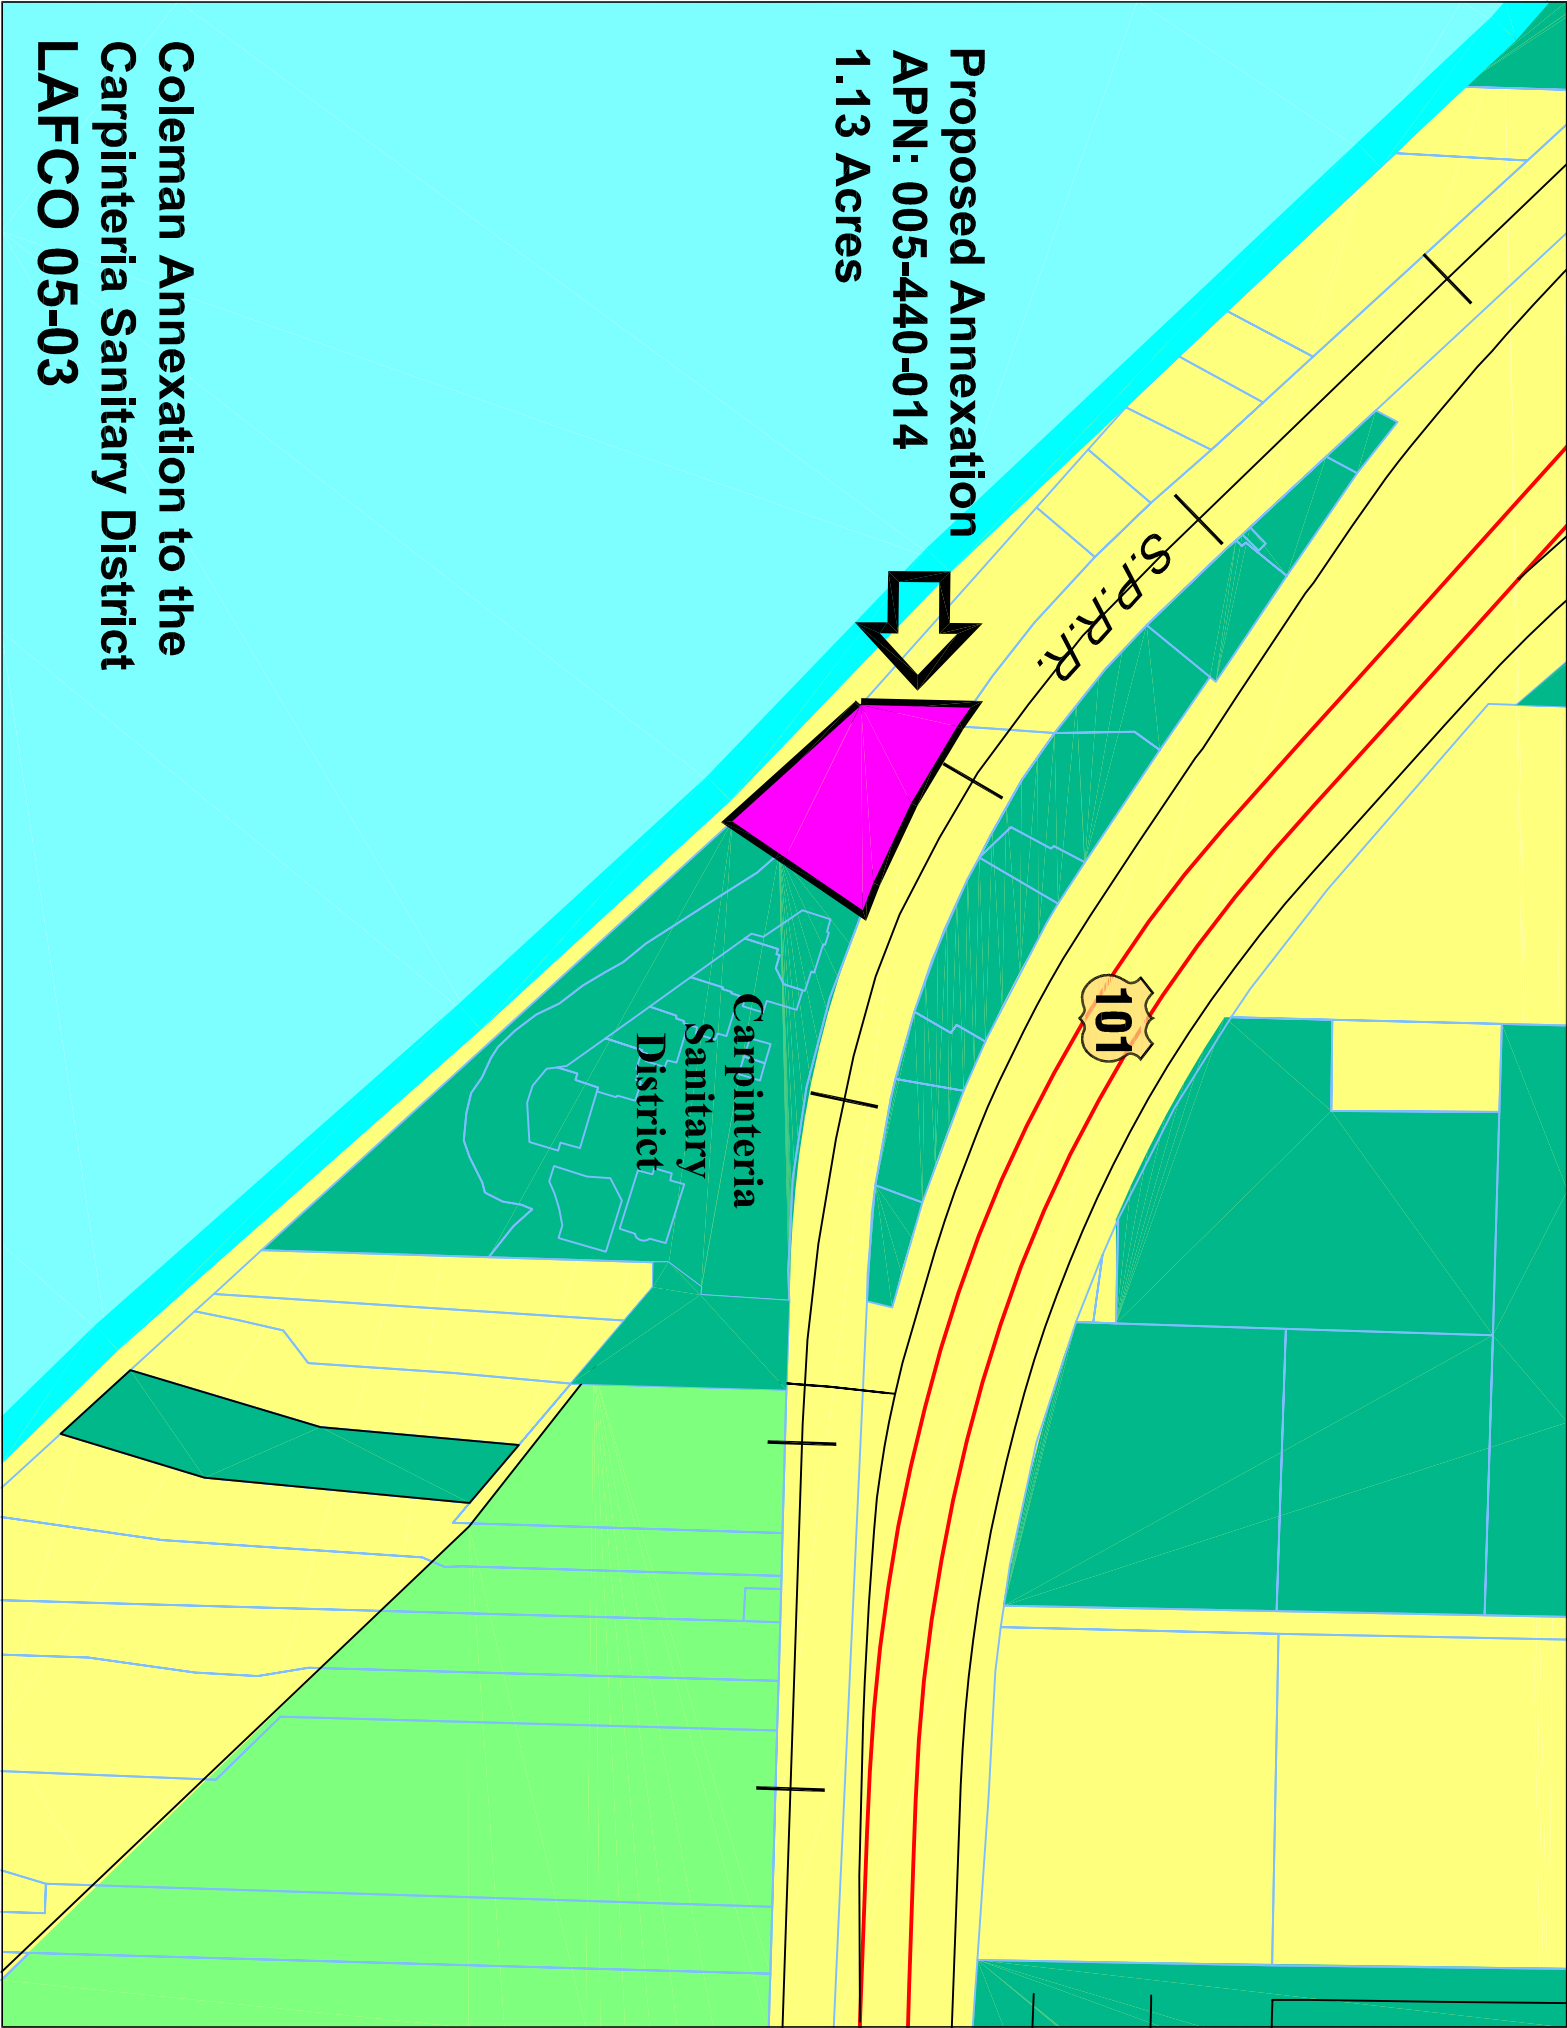 Proposed Annexation
APN: 005-440-014
1.13 Acres
S.P.R.R.
101
Carpinteria
Sanitary
District
Coleman Annexation to the
Carpinteria Sanitary District
LAFCO 05-03